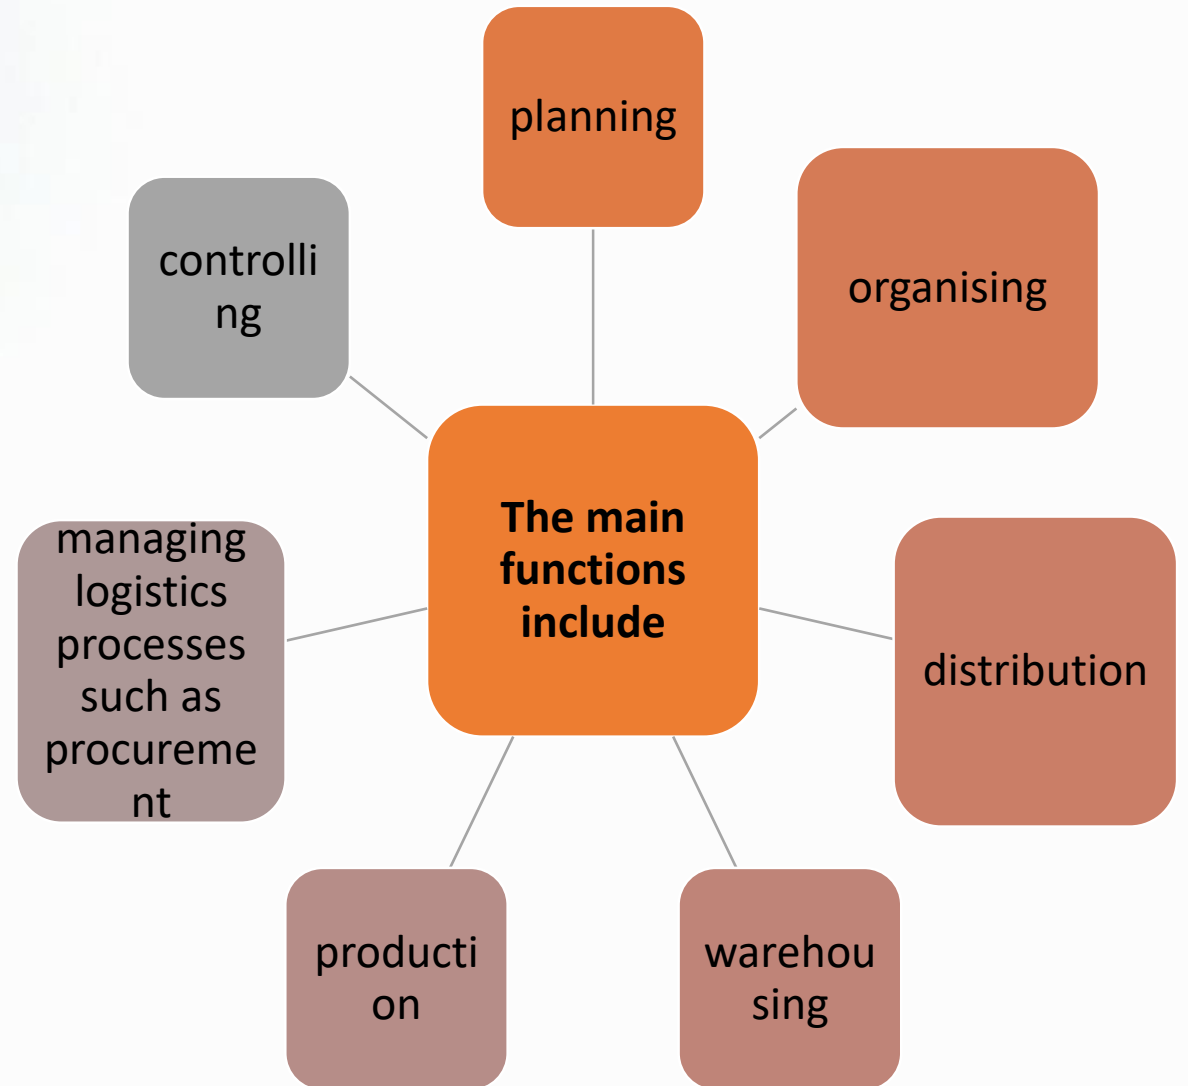 planning
organising
distribution
warehou
sing
producti
on
managing
logistics
processes
such as
procureme
nt
controlli
ng
The main
functions
include